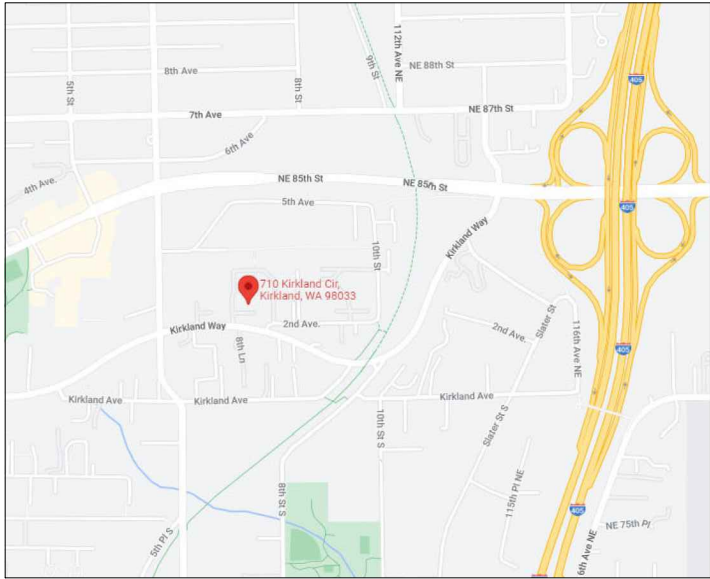 112th Ave NE
9th St
NE 88th St
8th Ave
5th St
8th St
405
7th Ave
NE 87th St
6th Ave
4th Ave.
NE 85th St
NE 85th St
5th Ave
405
10th St
Kirkland Way
710 Kirkland Cir,
Kirkland, WA 98033
Slater St
2nd Ave.
2nd Ave.
Kirkland Way
116th Ave NE
8th Ln
405
Kirkland Ave
Kirkland Ave
Kirkland Ave
10th St S
Slater St S
8th St S
115th Pl NE
405
NE 75th Pl
5th Pl S
6th Ave NE